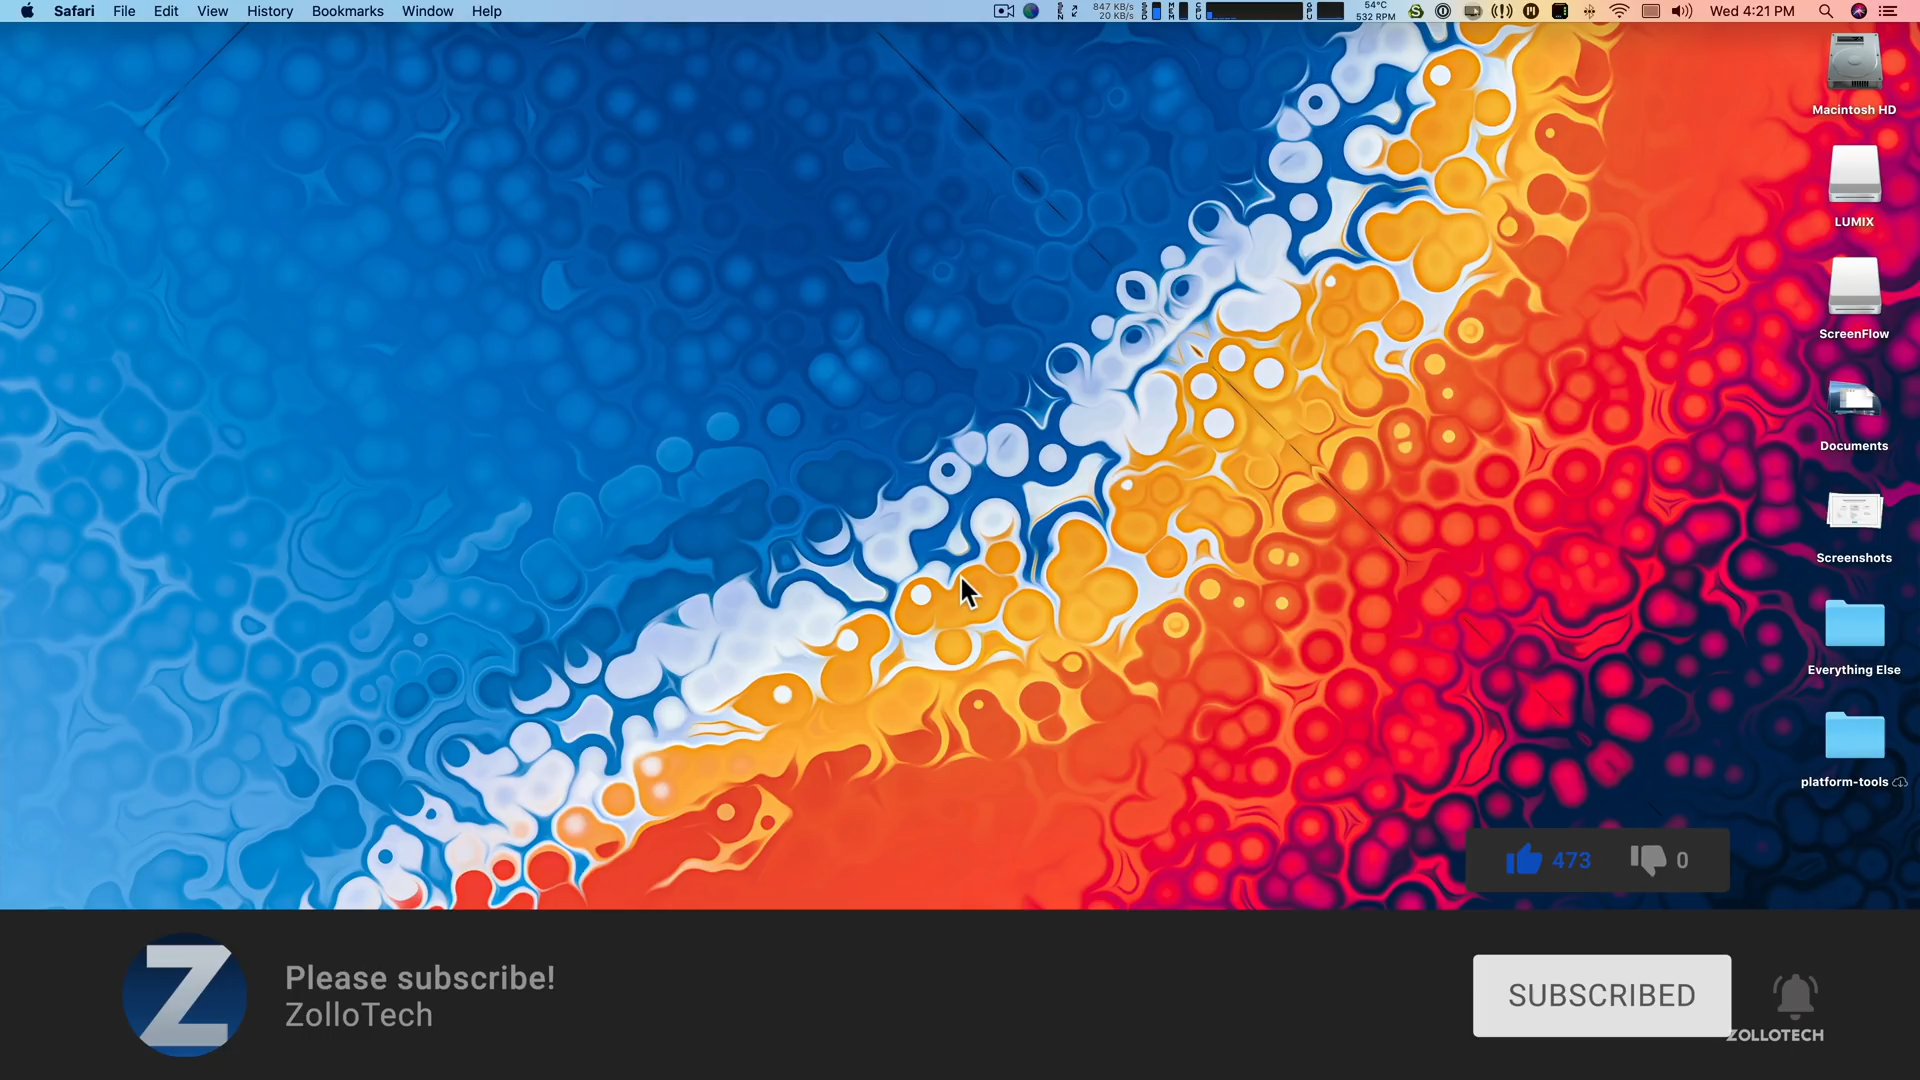 Safari File Edit View History Bookmarks Window Help
847 KB/s
20 KB/s
54°C
532 RPM
Wed 4:21 PM
Macintosh HD
LUMIX
ScreenFlow
Documents
Screenshots
Everything Else
platform-tools
473 0
Please subscribe!
ZolloTech
SUBSCRIBED
ZOLLOTECH
Z